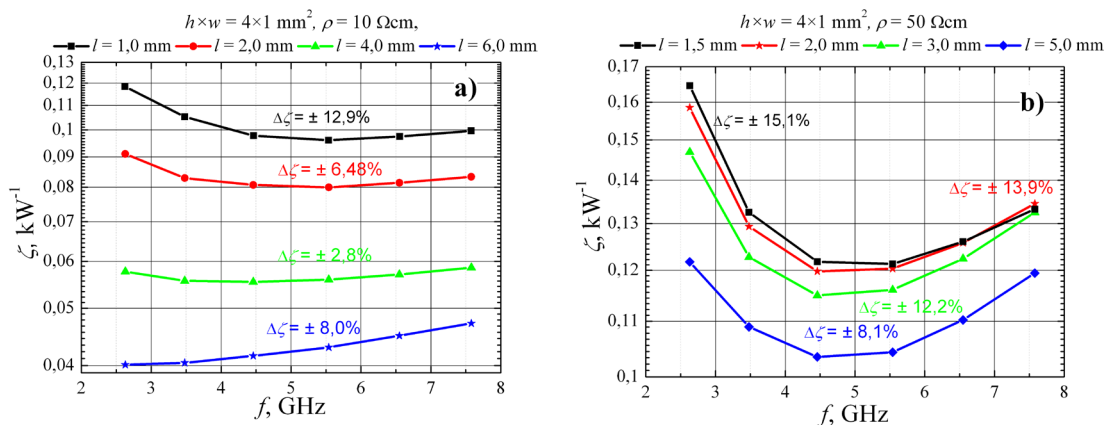 h×w = 4×1 mm², ρ = 10 Ωcm,
l = 1,0 mm l = 2,0 mm l = 4,0 mm l = 6,0 mm
a)
0,13
0,12
0,11
0,1
0,09
0,08
0,07
0,06
0,05
0,04
ζ, kW⁻¹
Δζ = ± 12,9%
Δζ = ± 6,48%
Δζ = ± 2,8%
Δζ = ± 8,0%
2 3 4 5 6 7 8
f, GHz
h×w = 4×1 mm², ρ = 50 Ωcm
l = 1,5 mm l = 2,0 mm l = 3,0 mm l = 5,0 mm
b)
0,17
0,16
0,15
0,14
0,13
0,12
0,11
0,1
ζ, kW⁻¹
Δζ = ± 15,1%
Δζ = ± 13,9%
Δζ = ± 12,2%
Δζ = ± 8,1%
2 3 4 5 6 7 8
f, GHz